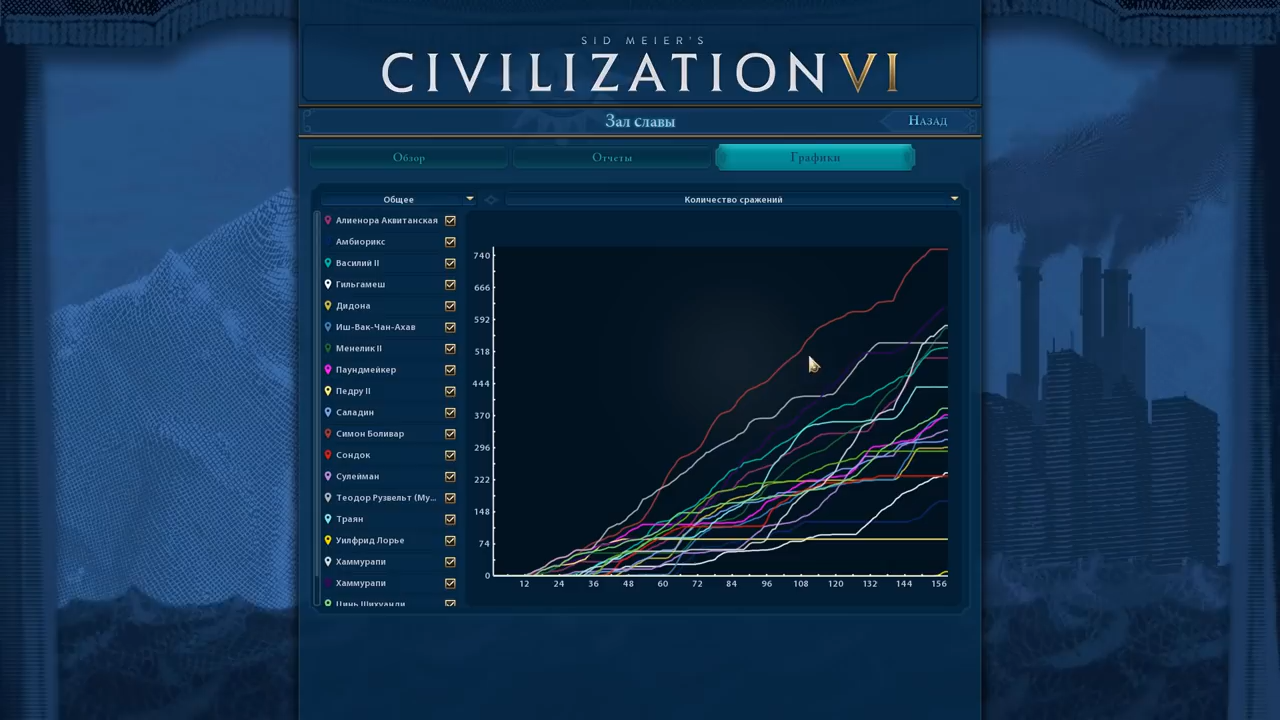 SID MEIER'S
CIVILIZATION VI
Зал славы
Назад
Обзор
Отчеты
Графики
Общее
Количество сражений
Алиенора Аквитанская
Амбиорикс
Василий II
Гильгамеш
Дидона
Иш-Вак-Чан-Ахав
Менелик II
Паундмейкер
Педру II
Саладин
Симон Боливар
Сондок
Сулейман
Теодор Рузвельт (Му...
Траян
Уилфрид Лорье
Хаммурапи
Хаммурапи
Цинь Шихуанди
740
666
592
518
444
370
296
222
148
74
0
12 24 36 48 60 72 84 96 108 120 132 144 156